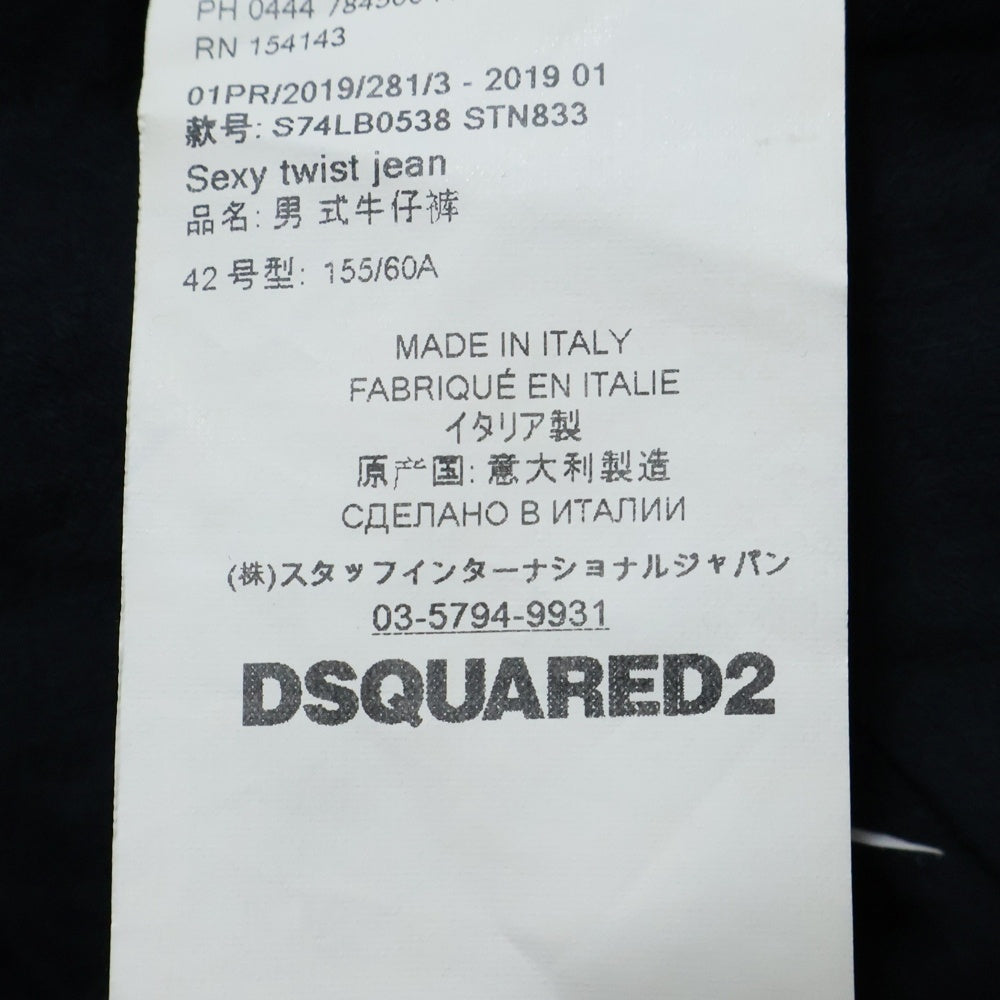 PH 0444
RN 154143
01PR/2019/281/3 - 2019 01
款号: S74LB0538 STN833
Sexy twist jean
品名: 男 式牛仔裤
42 号型: 155/60A
MADE IN ITALY
FABRIQUÉ EN ITALIE
イタリア製
原产国: 意大利製造
СДЕЛАНО В ИТАЛИИ
(株)スタッフインターナショナルジャパン
03-5794-9931
DSQUARED2